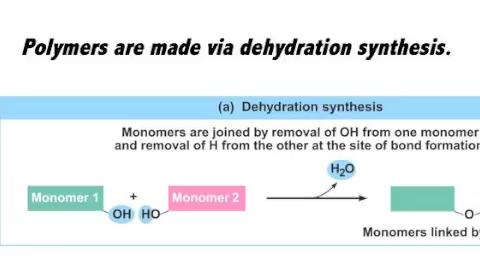 Polymers are made via dehydration synthesis.
(a) Dehydration synthesis
Monomers are joined by removal of OH from one monomer
and removal of H from the other at the site of bond formation
H₂O
Monomer 1 + Monomer 2
OH HO
O
Monomers linked by